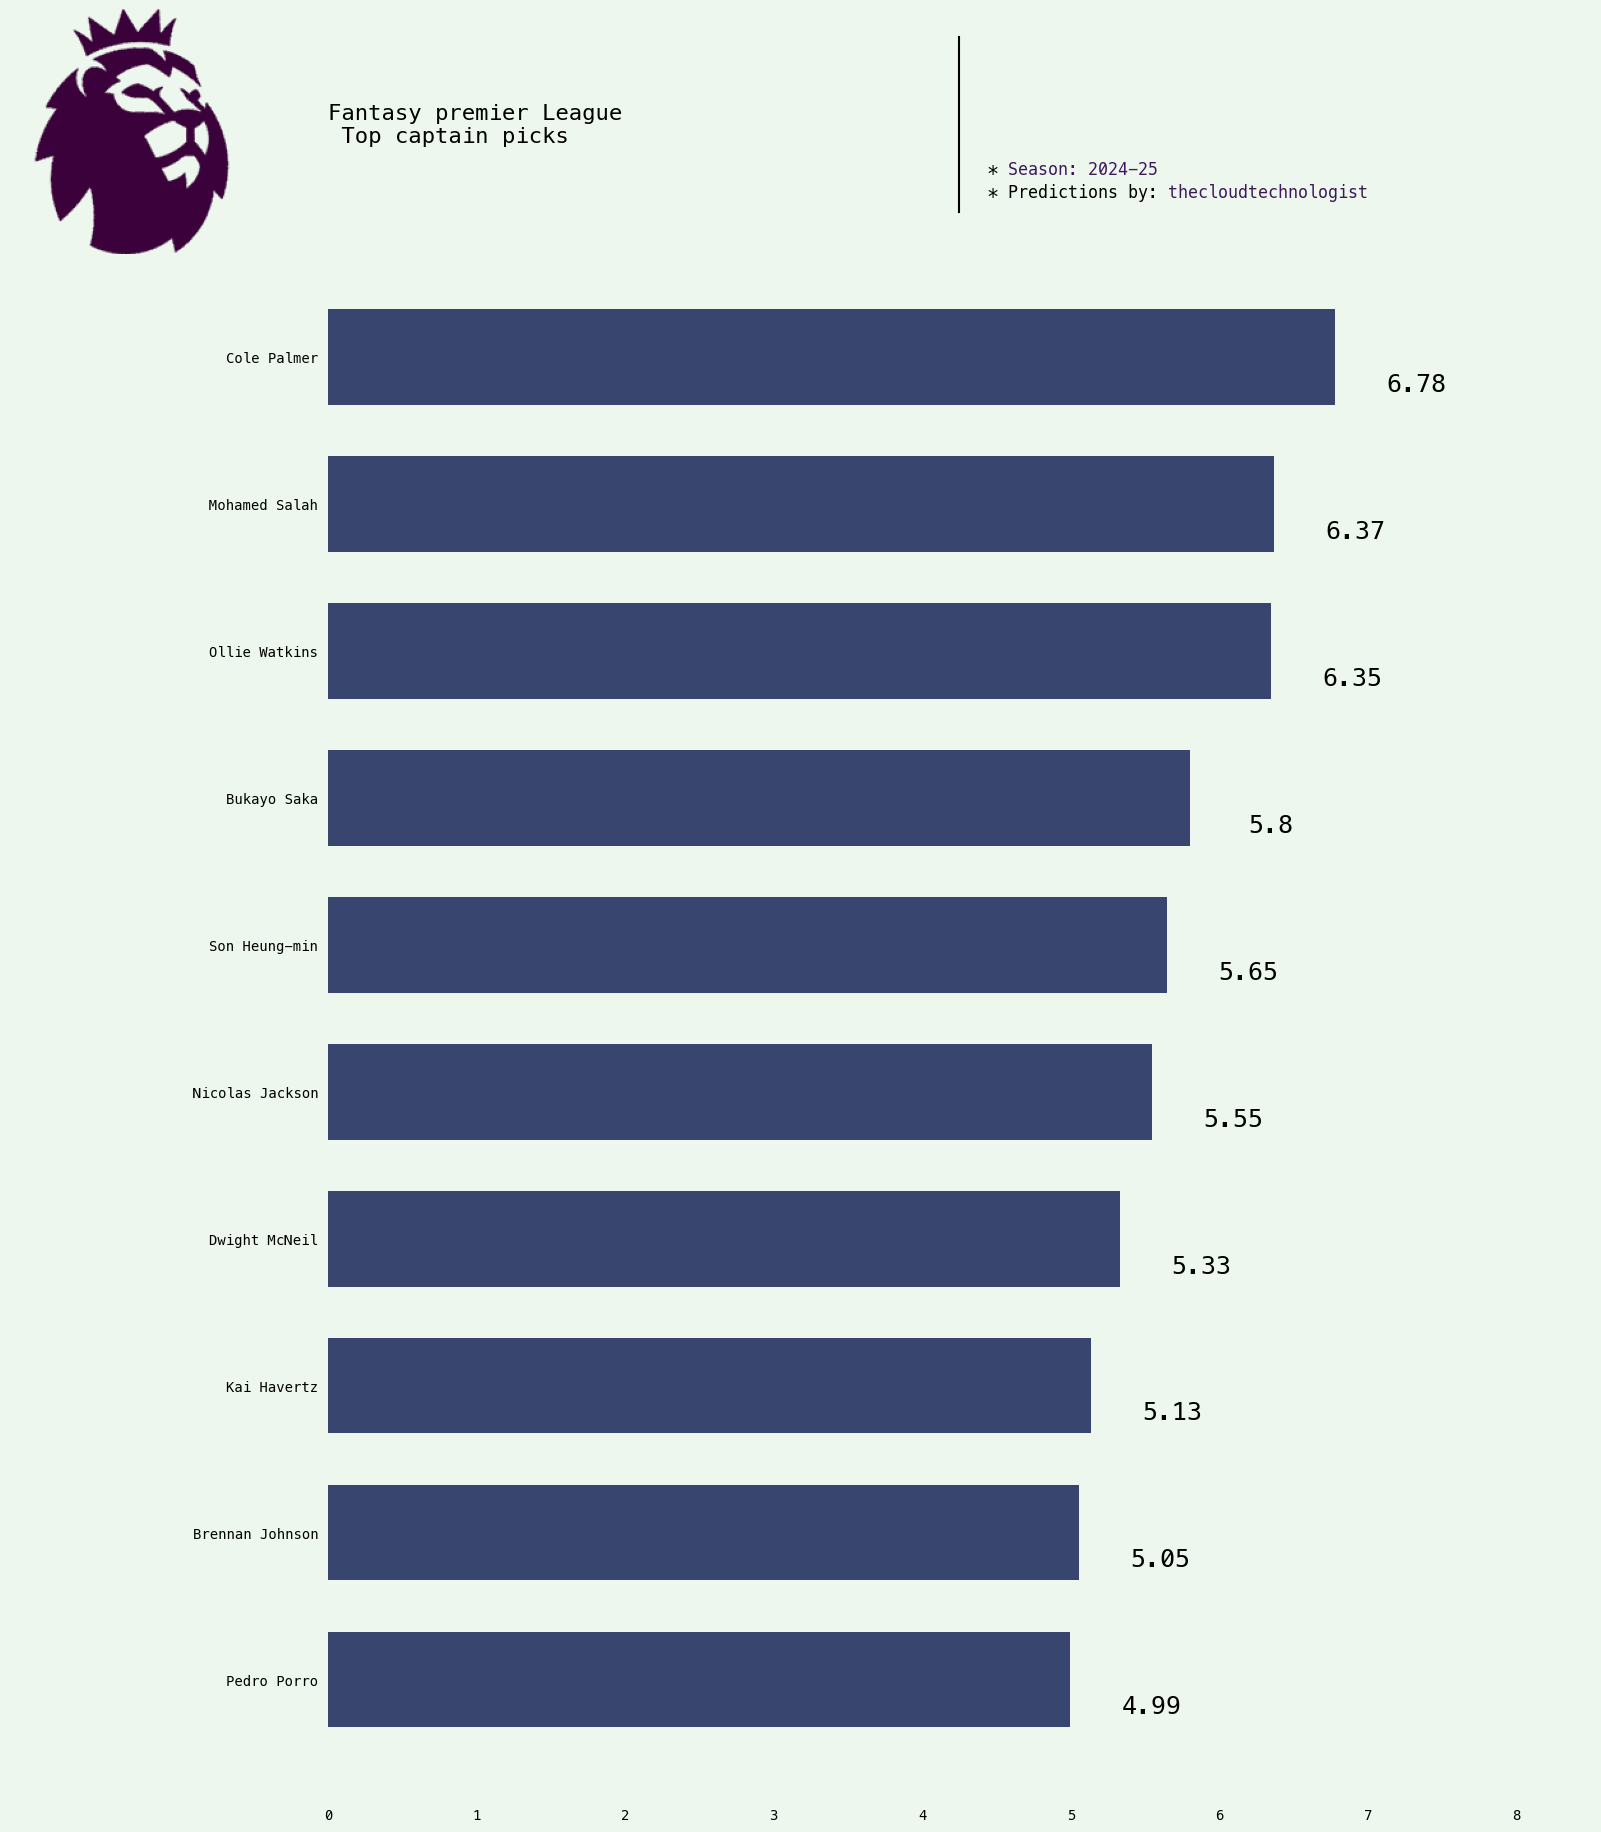 Fantasy premier League
Top captain picks
* Season: 2024-25
* Predictions by: thecloudtechnologist
Cole Palmer 6.78
Mohamed Salah 6.37
Ollie Watkins 6.35
Bukayo Saka 5.8
Son Heung-min 5.65
Nicolas Jackson 5.55
Dwight McNeil 5.33
Kai Havertz 5.13
Brennan Johnson 5.05
Pedro Porro 4.99
0 1 2 3 4 5 6 7 8